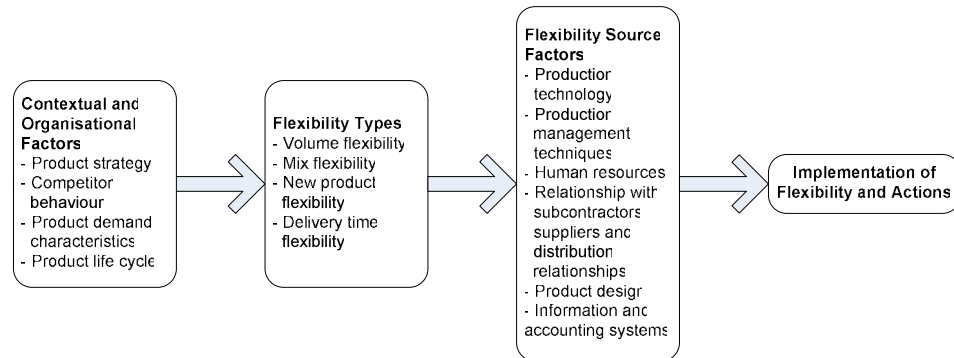 Contextual and
Organisational
Factors
- Product strategy
- Competitor
behaviour
- Product demand
characteristics
- Product life cycle
Flexibility Types
- Volume flexibility
- Mix flexibility
- New product
flexibility
- Delivery time
flexibility
Flexibility Source
Factors
- Production
technology
- Production
management
techniques
- Human resources
- Relationship with
subcontractors
suppliers and
distribution
relationships
- Product design
- Information and
accounting systems
Implementation of
Flexibility and Actions